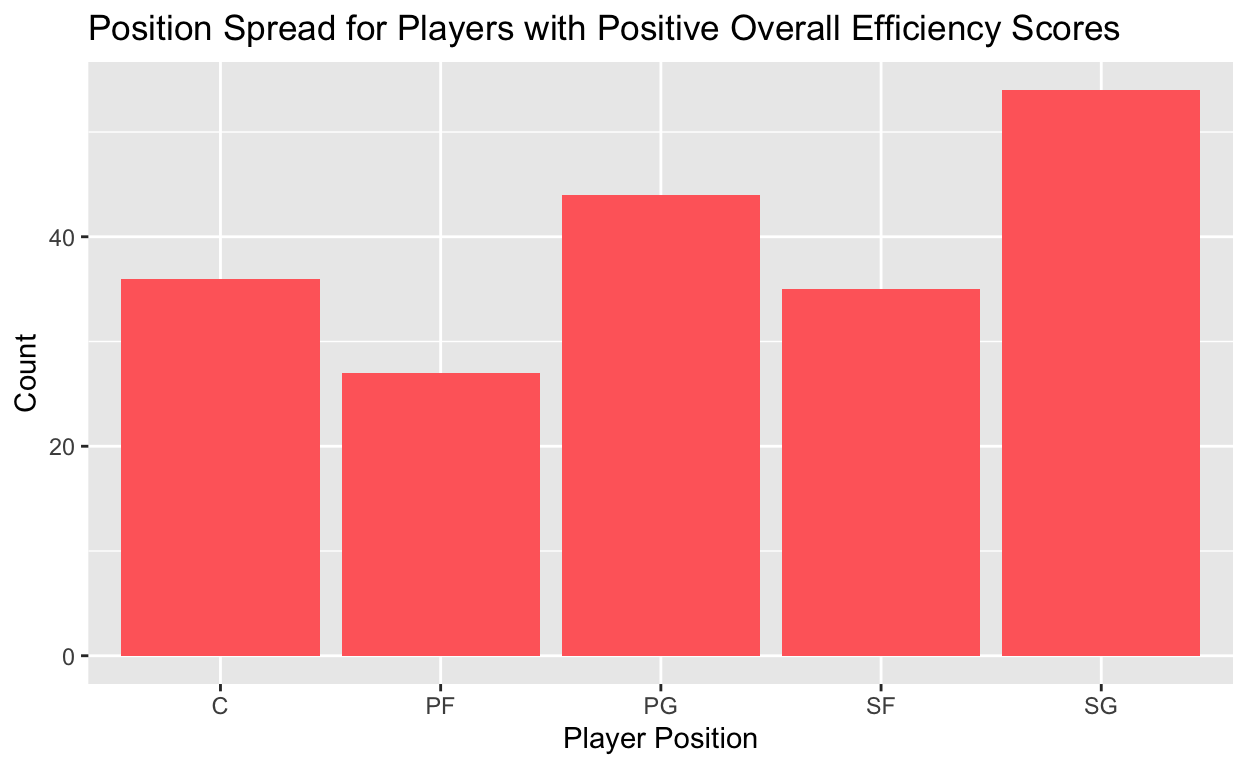 Position Spread for Players with Positive Overall Efficiency Scores
Count
40
20
0
C PF PG SF SG
Player Position